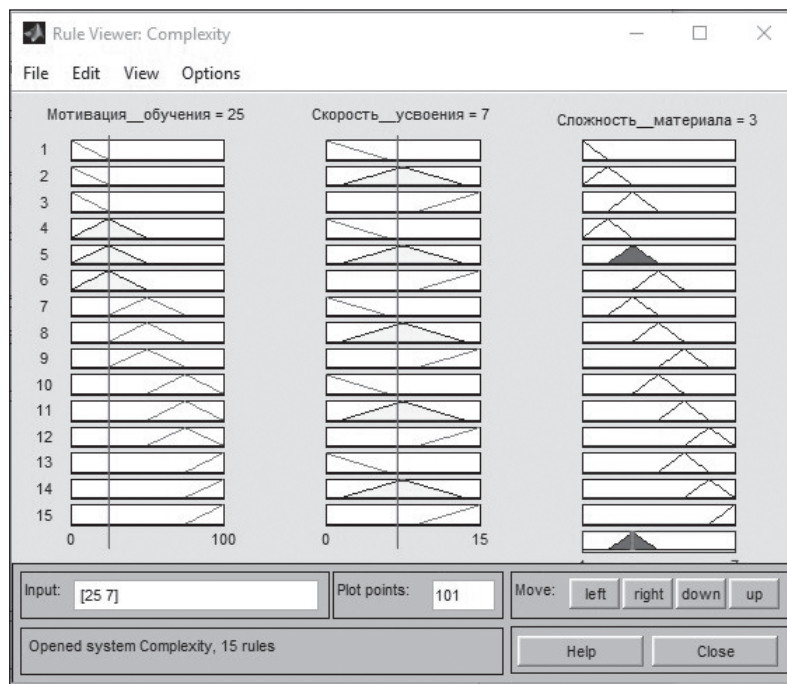 Rule Viewer: Complexity
File Edit View Options
Мотивация__обучения = 25 Скорость__усвоения = 7 Сложность__материала = 3
1
2
3
4
5
6
7
8
9
10
11
12
13
14
15
0 100 0 15
Input: [25 7] Plot points: 101 Move: left right down up
Opened system Complexity, 15 rules Help Close